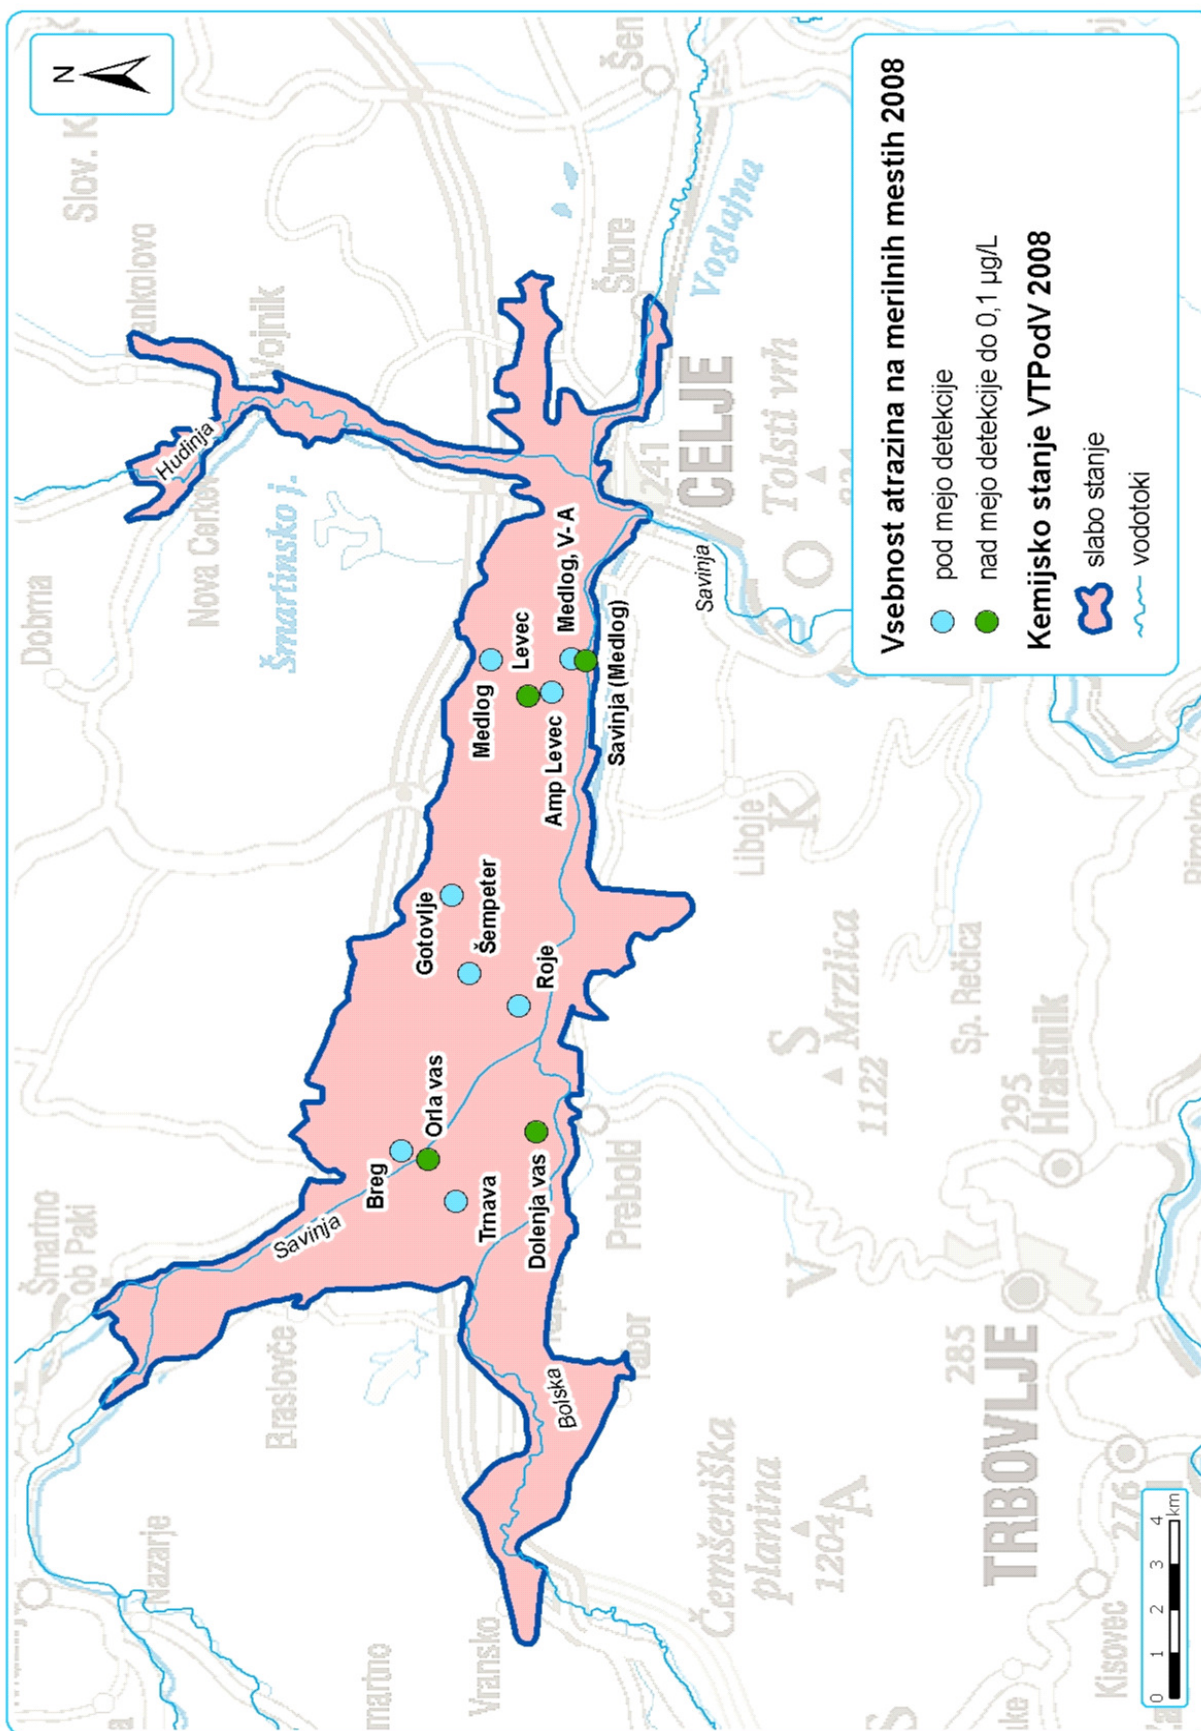 N
Slov. K
ankolovo
Vojnik
Hudinja
Nova Cerkev
Dobrna
Šmartinsko j.
Šen
Štore
Voglajna
CELJE
241
Tolsti vrh
Savinja
Medlog, V- A
Levec
Medlog
Amp Levec
Savinja (Medlog)
Gotovlje
Šempeter
Roje
Liboje
K
O
Orla vas
Breg
Trnava
Dolenja vas
Savinja
Šmartno
ob Paki
Braslovče
Prebold
S
Mrzlica
1122
Sp. Rečica
295
Hrastnik
V
Bolska
Nazarje
Vransko
martno
Čemšeniška
planina
1204
A
285
TRBOVLJE
276
Kisovec
S
Vsebnost atrazina na merilnih mestih 2008
pod mejo detekcije
nad mejo detekcije do 0,1 µg/L
Kemijsko stanje VTPodV 2008
slabo stanje
vodotoki
0 1 2 3 4
km